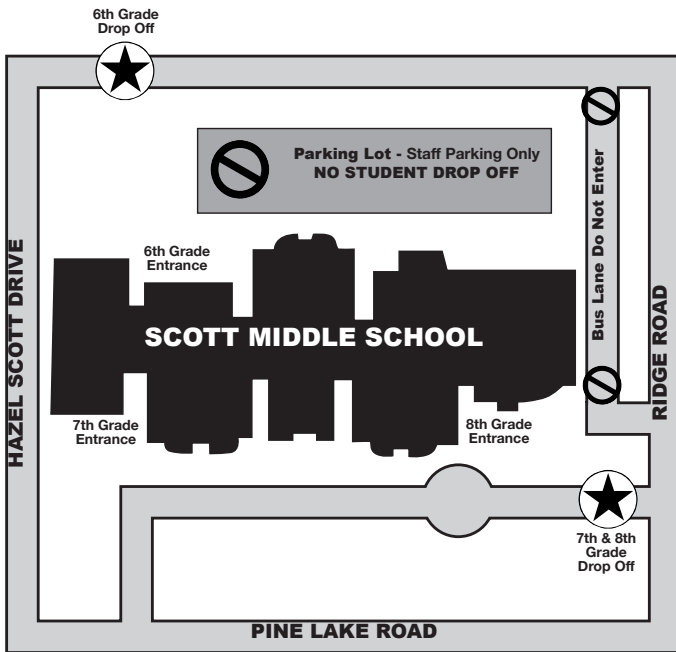 6th Grade
Drop Off
Parking Lot - Staff Parking Only
NO STUDENT DROP OFF
Bus Lane Do Not Enter
HAZEL SCOTT DRIVE
6th Grade
Entrance
SCOTT MIDDLE SCHOOL
RIDGE ROAD
7th Grade
Entrance
8th Grade
Entrance
7th & 8th
Grade
Drop Off
PINE LAKE ROAD